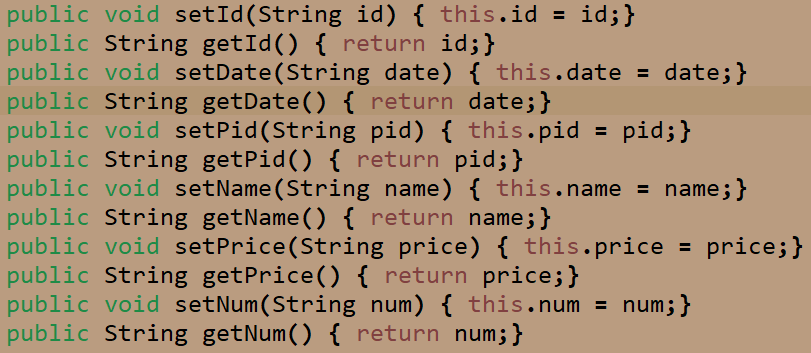 public void setId(String id) { this.id = id;}
public String getId() { return id;}
public void setDate(String date) { this.date = date;}
public String getDate() { return date;}
public void setPid(String pid) { this.pid = pid;}
public String getPid() { return pid;}
public void setName(String name) { this.name = name;}
public String getName() { return name;}
public void setPrice(String price) { this.price = price;}
public String getPrice() { return price;}
public void setNum(String num) { this.num = num;}
public String getNum() { return num;}